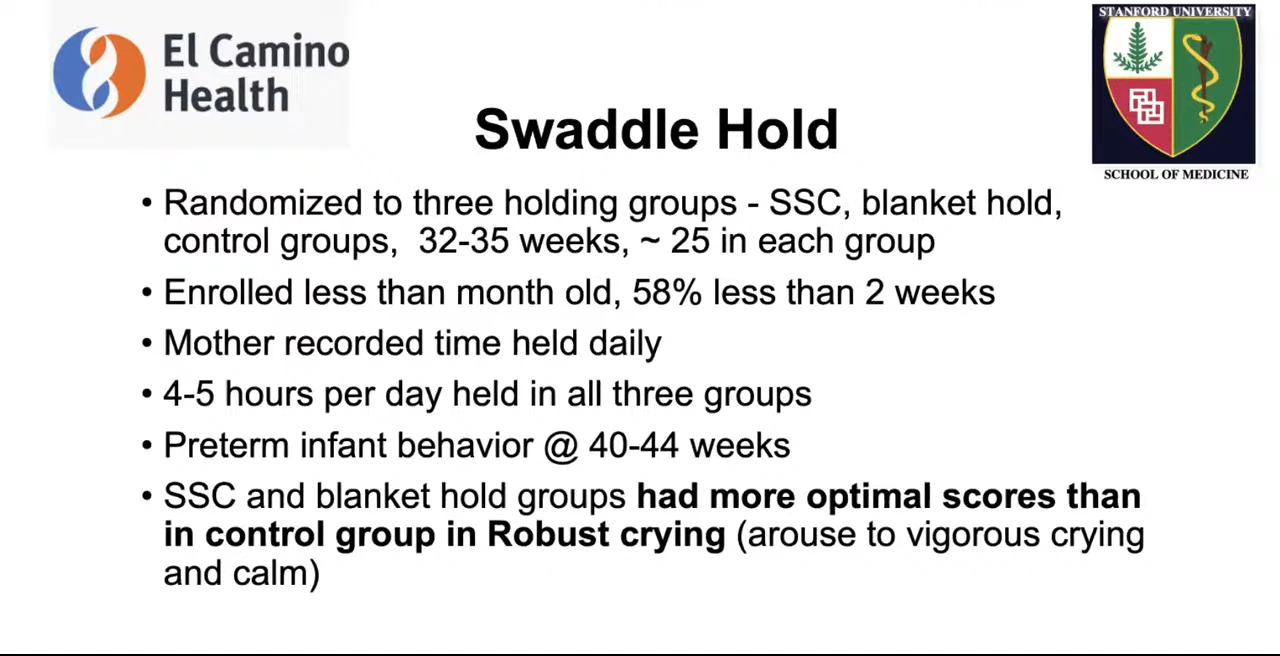 El Camino
Health
STANFORD UNIVERSITY
SCHOOL OF MEDICINE
Swaddle Hold
• Randomized to three holding groups - SSC, blanket hold,
control groups,  32-35 weeks, ~ 25 in each group
• Enrolled less than month old, 58% less than 2 weeks
• Mother recorded time held daily
• 4-5 hours per day held in all three groups
• Preterm infant behavior @ 40-44 weeks
• SSC and blanket hold groups had more optimal scores than
in control group in Robust crying (arouse to vigorous crying
and calm)